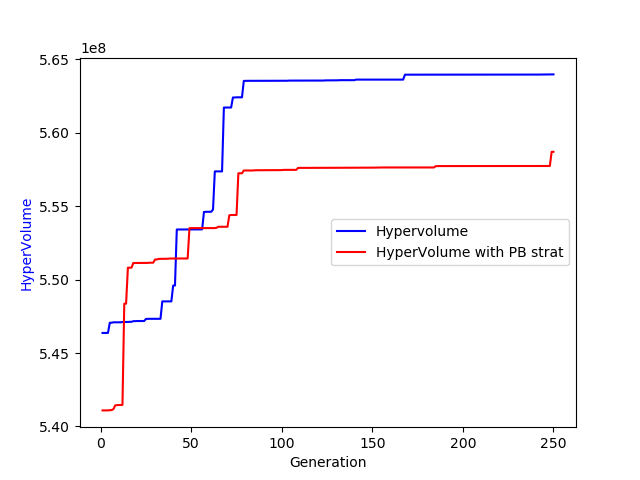 1e8
5.65
5.60
5.55
5.50
5.45
5.40
HyperVolume
Hypervolume
HyperVolume with PB strat
0 50 100 150 200 250
Generation